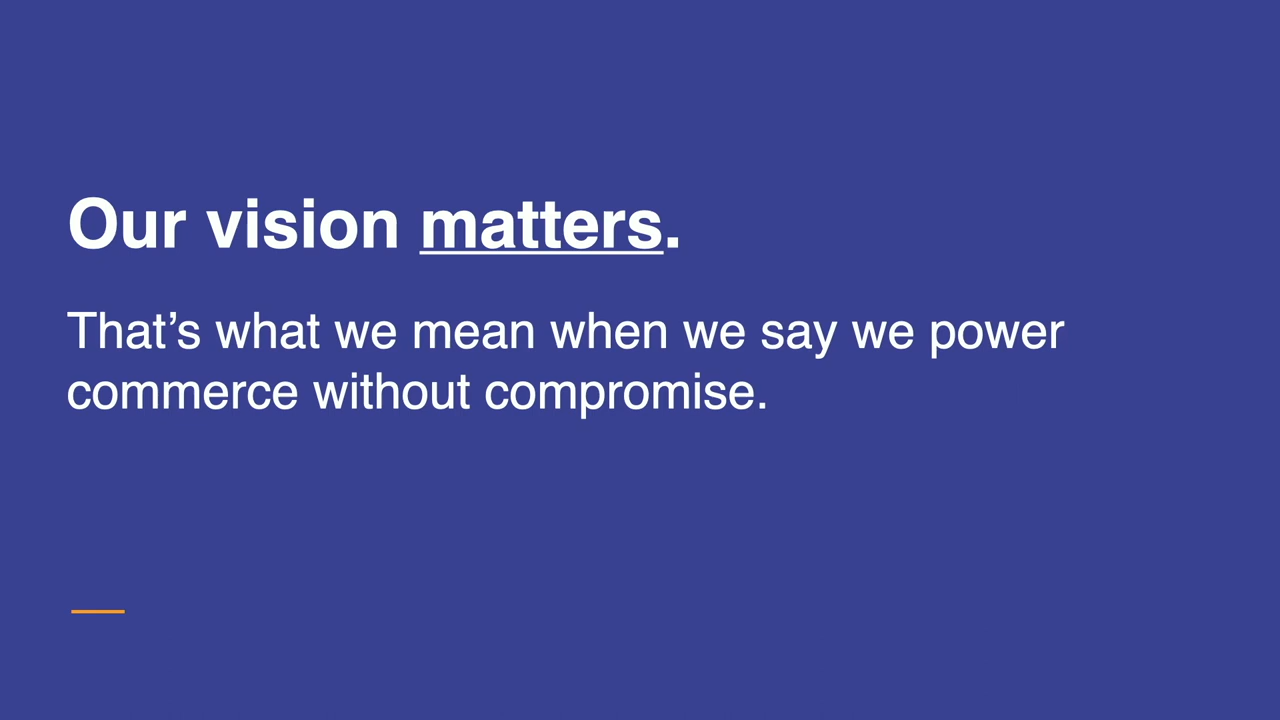 Our vision matters.
That’s what we mean when we say we power
commerce without compromise.